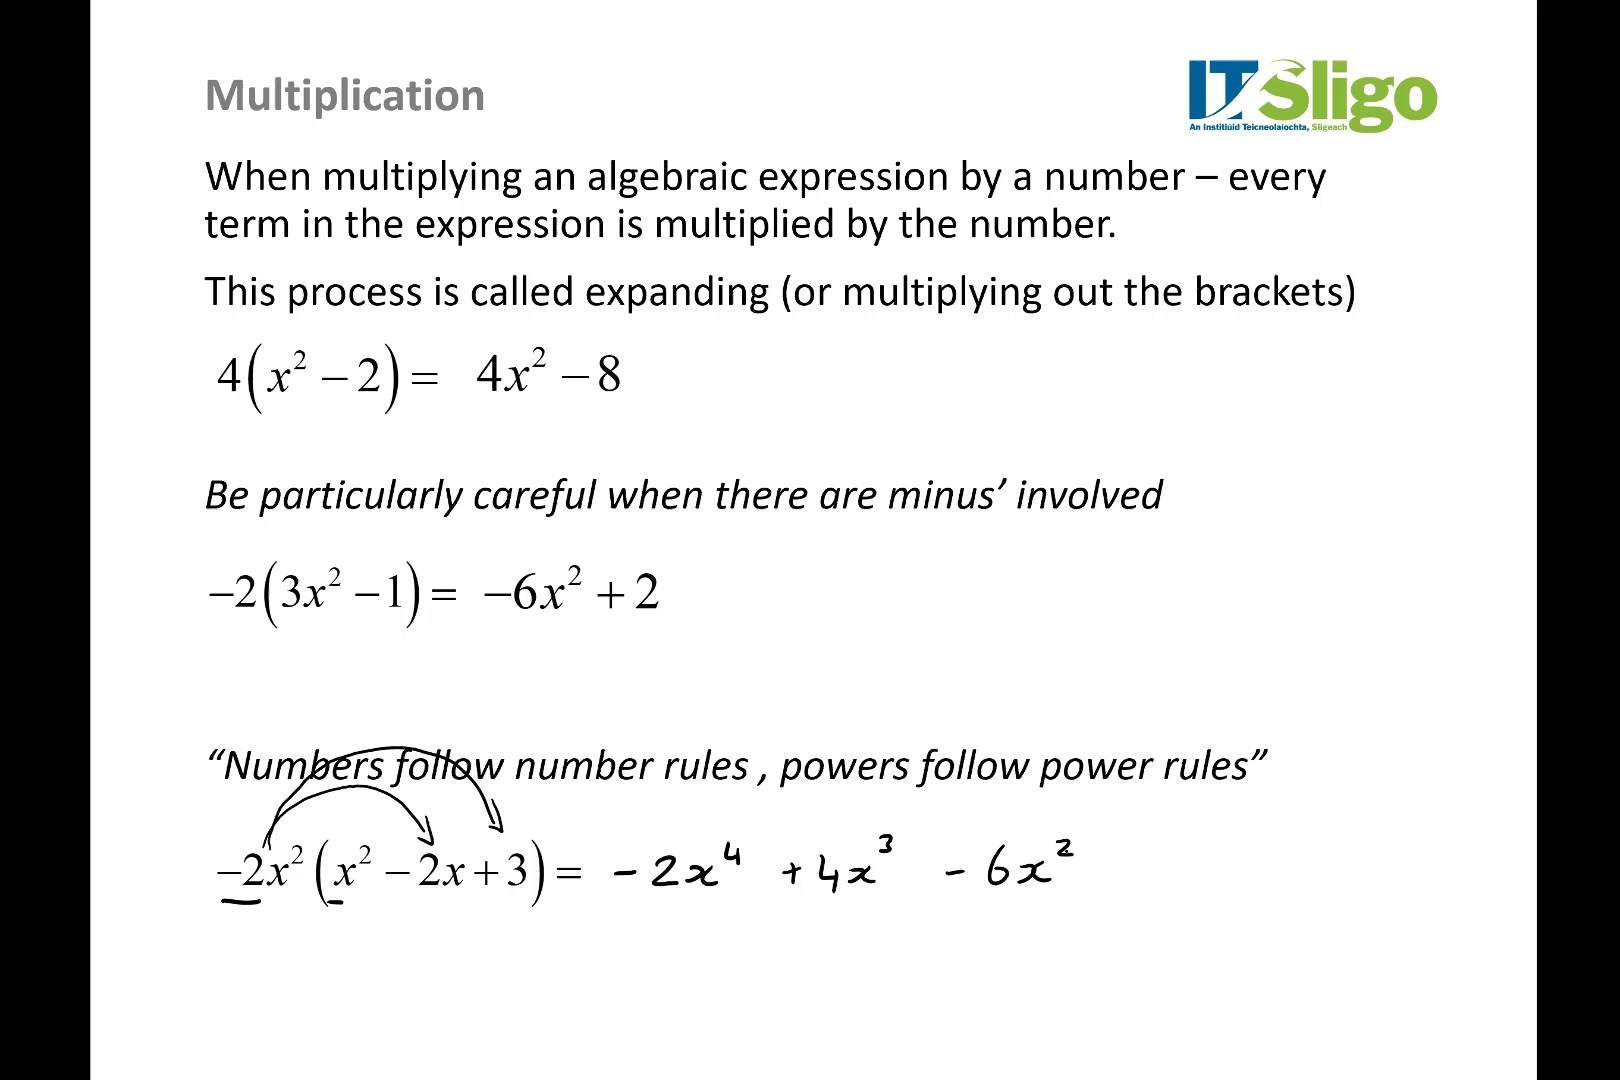 Multiplication
IT Sligo
An Institiúid Teicneolaíochta, Sligeach
When multiplying an algebraic expression by a number – every
term in the expression is multiplied by the number.
This process is called expanding (or multiplying out the brackets)
4(x² − 2) = 4x² − 8
Be particularly careful when there are minus’ involved
−2(3x² − 1) = −6x² + 2
“Numbers follow number rules , powers follow power rules”
−2x²(x² − 2x + 3) = −2x⁴ + 4x³ − 6x²